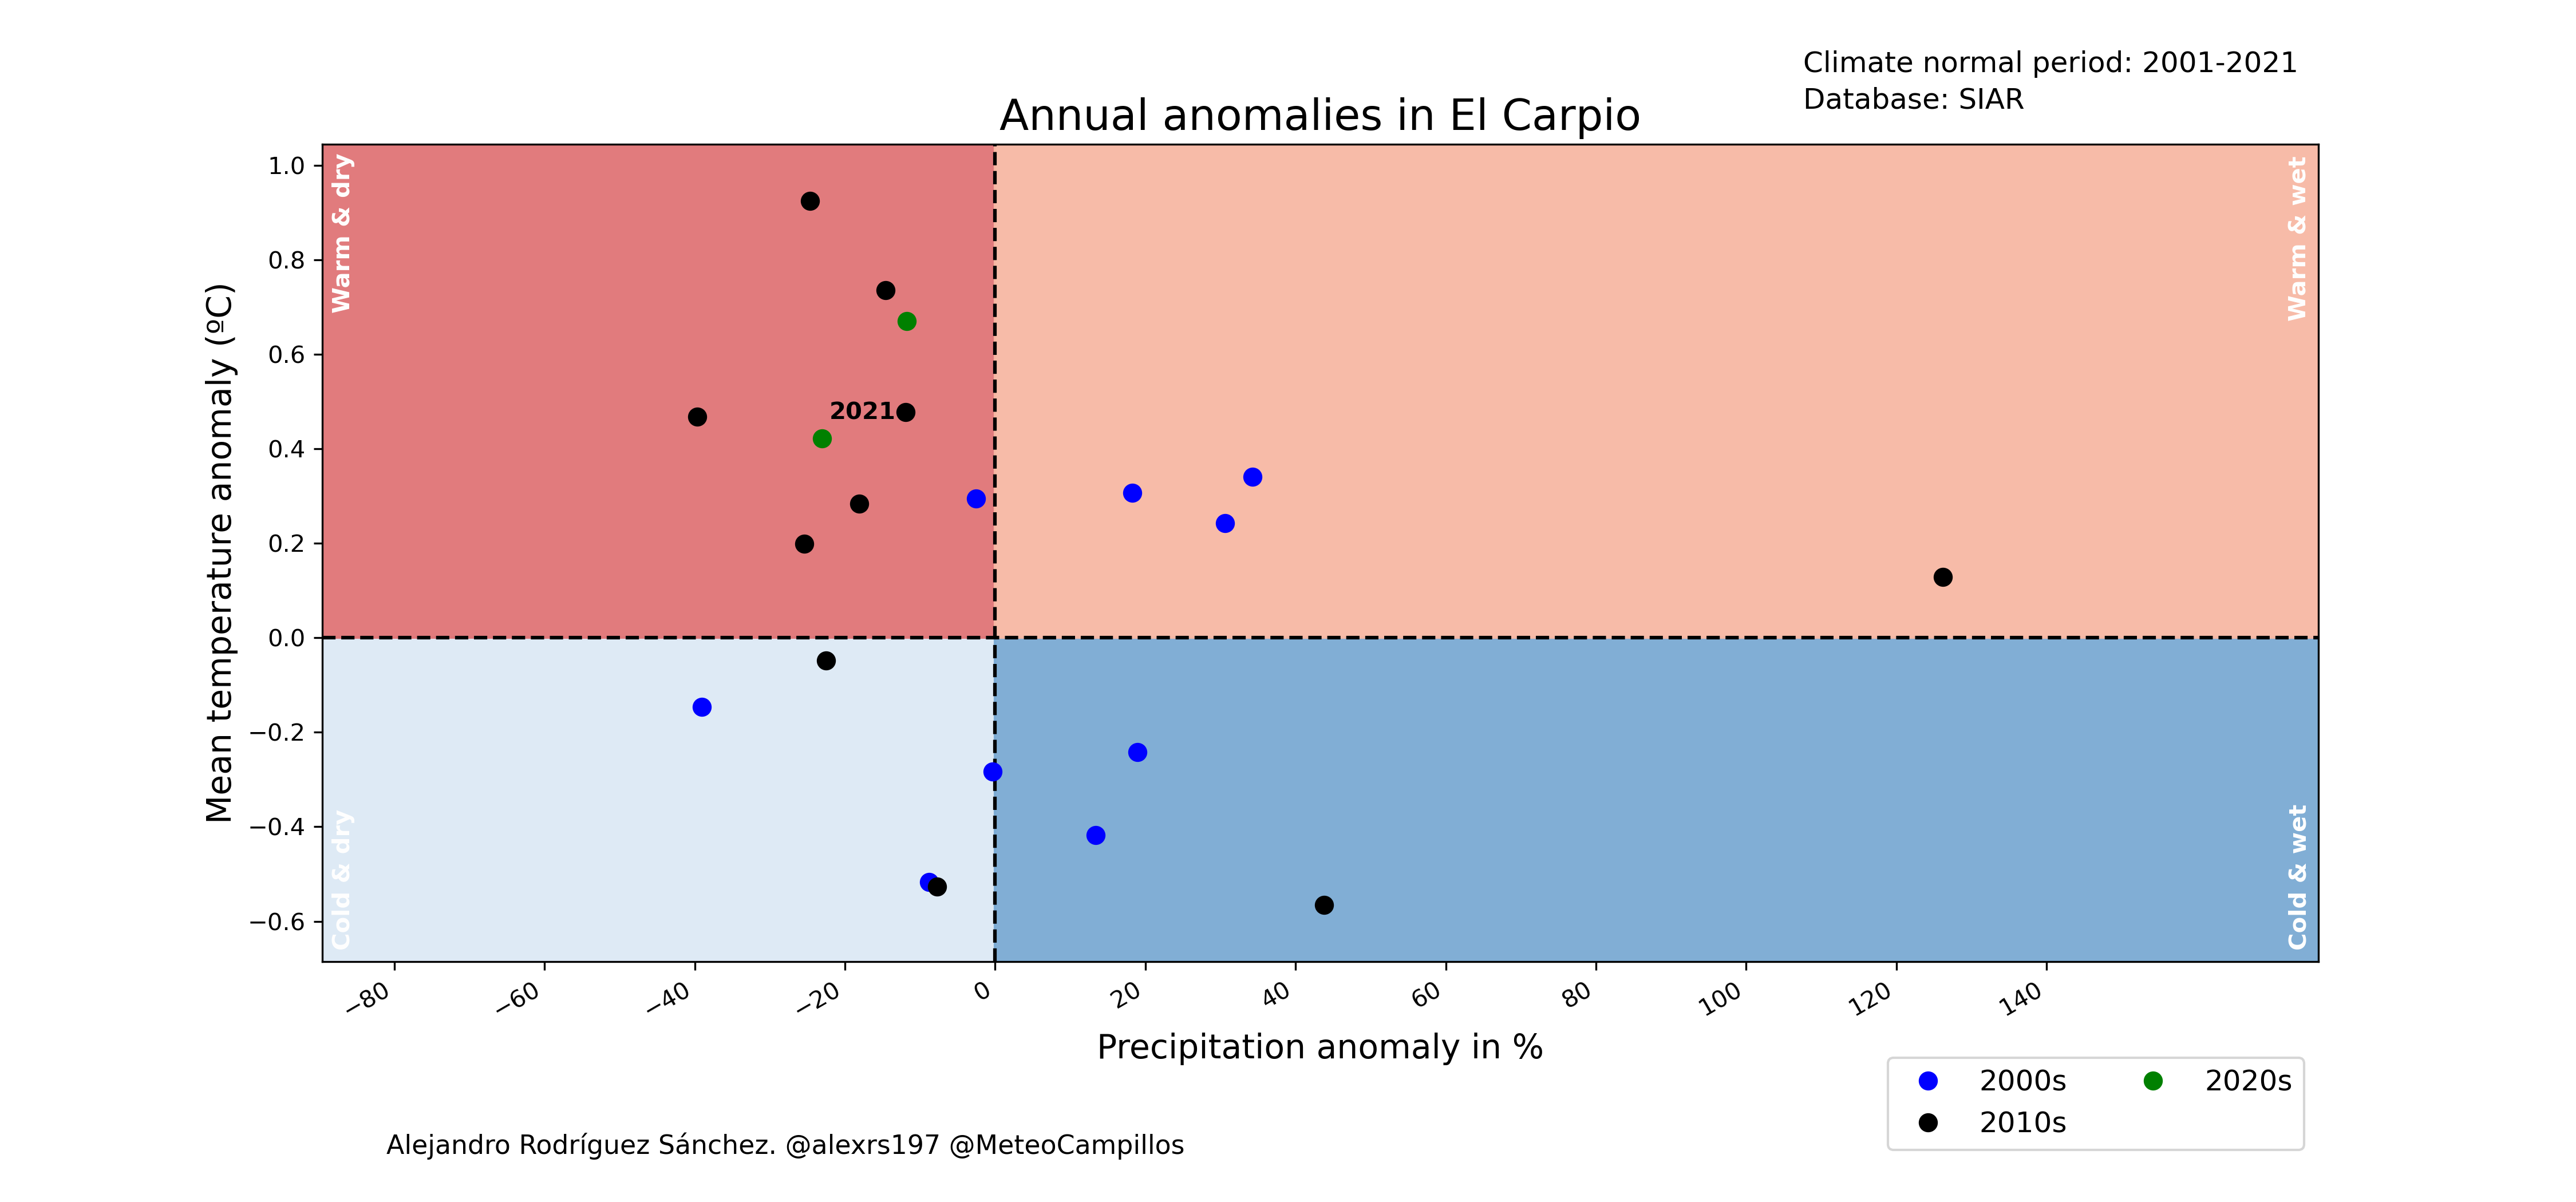 Climate normal period: 2001-2021
Database: SIAR
Annual anomalies in El Carpio
Warm & dry
Warm & wet
Cold & dry
Cold & wet
2021
Mean temperature anomaly (ºC)
1.0
0.8
0.6
0.4
0.2
0.0
−0.2
−0.4
−0.6
−80
−60
−40
−20
0
20
40
60
80
100
120
140
Precipitation anomaly in %
2000s
2010s
2020s
Alejandro Rodríguez Sánchez. @alexrs197 @MeteoCampillos